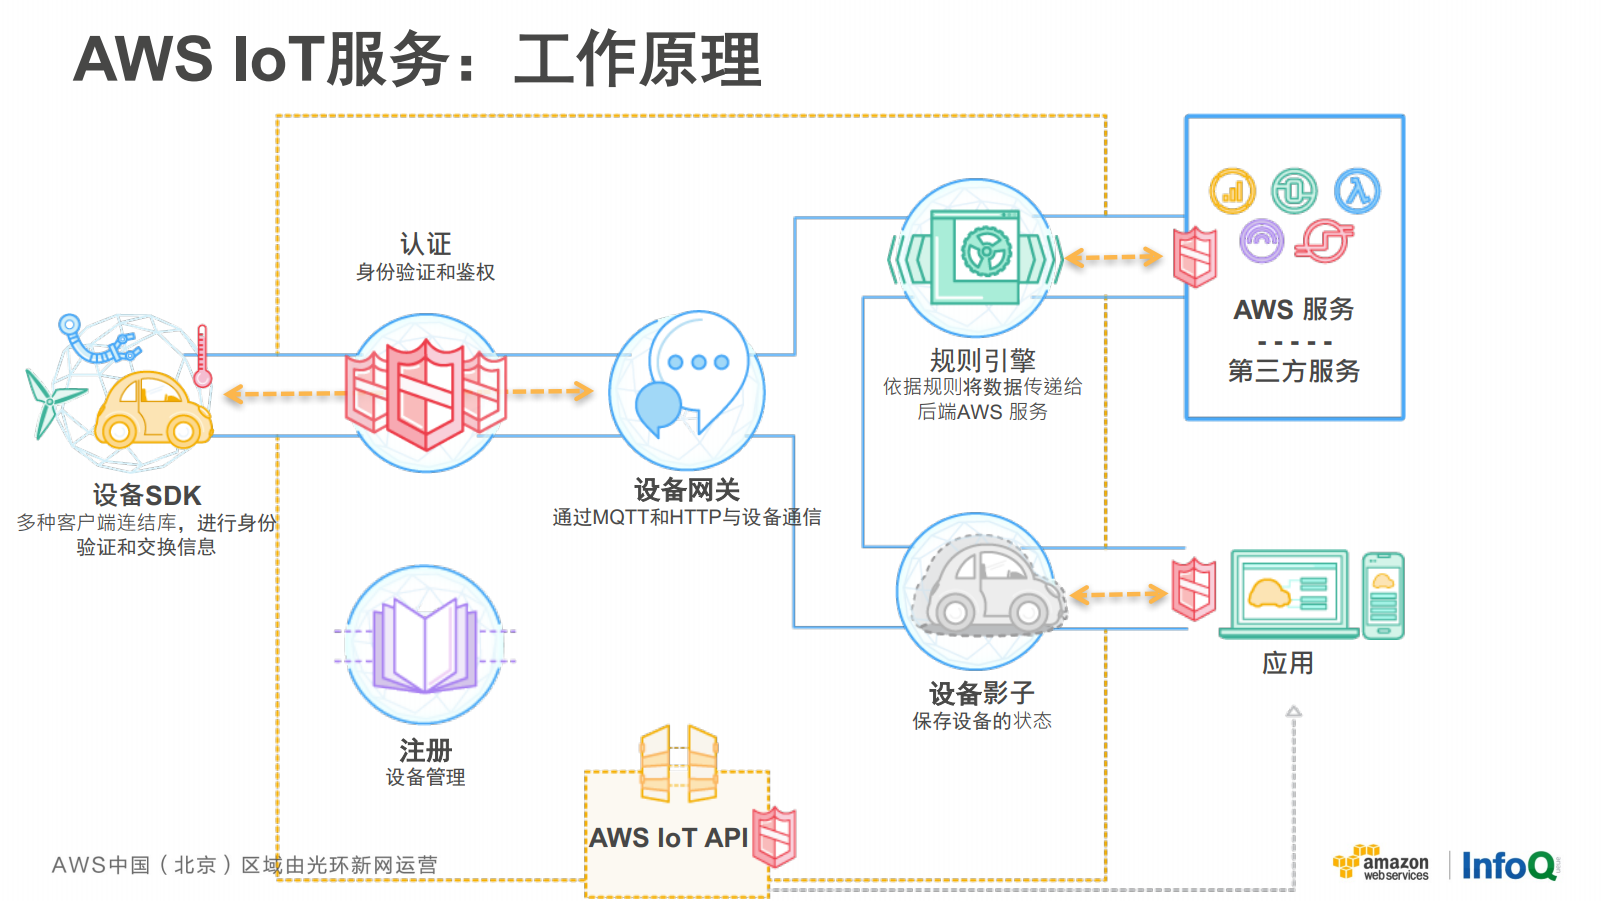 AWS IoT服务：工作原理
认证
身份验证和鉴权
设备SDK
多种客户端连结库，进行身份
验证和交换信息
设备网关
通过MQTT和HTTP与设备通信
规则引擎
依据规则将数据传递给
后端AWS 服务
AWS 服务
- - - - -
第三方服务
注册
设备管理
设备影子
保存设备的状态
应用
AWS IoT API
AWS中国（北京）区域由光环新网运营
amazon
web services
InfoQ